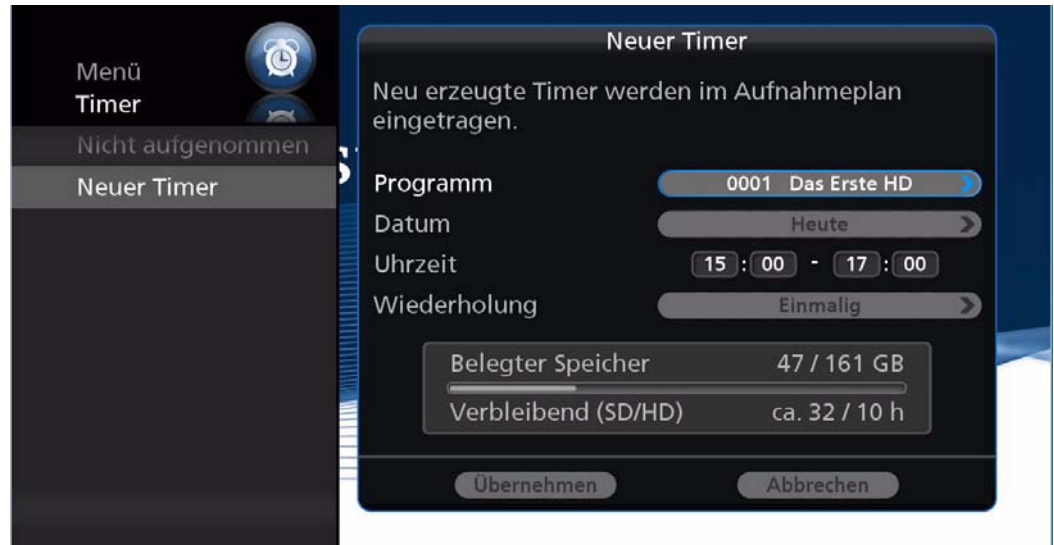 Menü
Timer
Nicht aufgenommen
Neuer Timer
Neuer Timer
Neu erzeugte Timer werden im Aufnahmeplan
eingetragen.
Programm 0001 Das Erste HD
Datum Heute
Uhrzeit 15 : 00 - 17 : 00
Wiederholung Einmalig
Belegter Speicher 47 / 161 GB
Verbleibend (SD/HD) ca. 32 / 10 h
Übernehmen Abbrechen